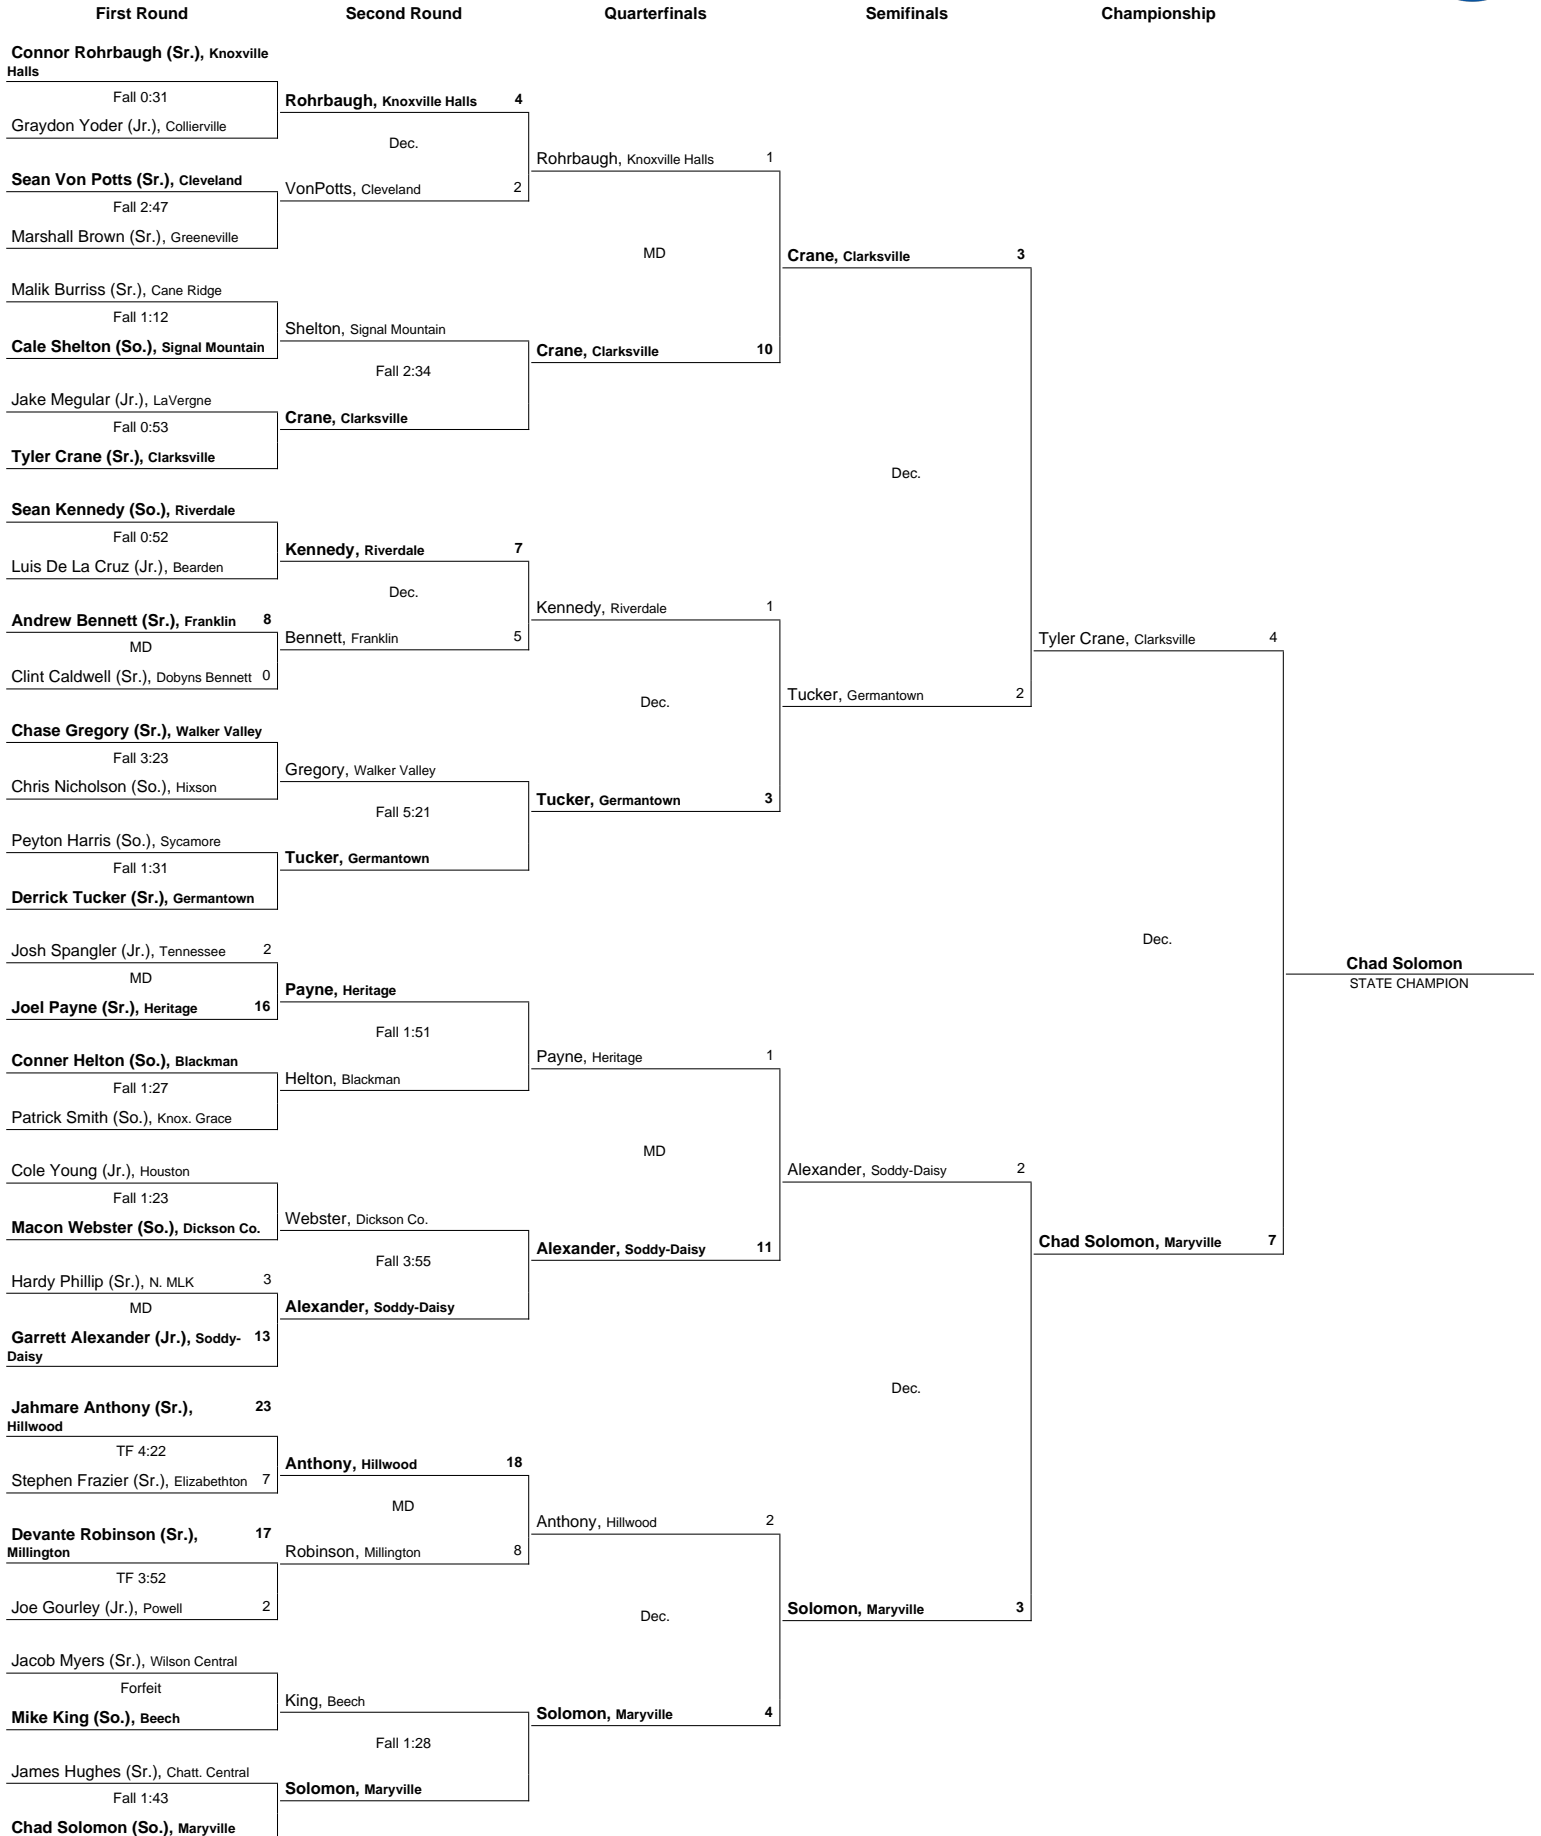 First Round
Second Round
Quarterfinals
Semifinals
Championship
Connor Rohrbaugh (Sr.), Knoxville
Halls
Fall 0:31
Graydon Yoder (Jr.), Collierville
Sean Von Potts (Sr.), Cleveland
Fall 2:47
Marshall Brown (Sr.), Greeneville
Malik Burriss (Sr.), Cane Ridge
Fall 1:12
Cale Shelton (So.), Signal Mountain
Jake Megular (Jr.), LaVergne
Fall 0:53
Tyler Crane (Sr.), Clarksville
Sean Kennedy (So.), Riverdale
Fall 0:52
Luis De La Cruz (Jr.), Bearden
Andrew Bennett (Sr.), Franklin 8
MD
Clint Caldwell (Sr.), Dobyns Bennett 0
Chase Gregory (Sr.), Walker Valley
Fall 3:23
Chris Nicholson (So.), Hixson
Peyton Harris (So.), Sycamore
Fall 1:31
Derrick Tucker (Sr.), Germantown
Josh Spangler (Jr.), Tennessee 2
MD
Joel Payne (Sr.), Heritage 16
Conner Helton (So.), Blackman
Fall 1:27
Patrick Smith (So.), Knox. Grace
Cole Young (Jr.), Houston
Fall 1:23
Macon Webster (So.), Dickson Co.
Hardy Phillip (Sr.), N. MLK 3
MD
Garrett Alexander (Jr.), Soddy- 13
Daisy
Jahmare Anthony (Sr.), 23
Hillwood
TF 4:22
Stephen Frazier (Sr.), Elizabethton 7
Devante Robinson (Sr.), 17
Millington
TF 3:52
Joe Gourley (Jr.), Powell 2
Jacob Myers (Sr.), Wilson Central
Forfeit
Mike King (So.), Beech
James Hughes (Sr.), Chatt. Central
Fall 1:43
Chad Solomon (So.), Maryville
Rohrbaugh, Knoxville Halls 4
Dec.
VonPotts, Cleveland 2
Shelton, Signal Mountain
Fall 2:34
Crane, Clarksville
Kennedy, Riverdale 7
Dec.
Bennett, Franklin 5
Gregory, Walker Valley
Fall 5:21
Tucker, Germantown
Payne, Heritage
Fall 1:51
Helton, Blackman
Webster, Dickson Co.
Fall 3:55
Alexander, Soddy-Daisy
Anthony, Hillwood 18
MD
Robinson, Millington 8
King, Beech
Fall 1:28
Solomon, Maryville
Rohrbaugh, Knoxville Halls 1
MD
Crane, Clarksville 10
Kennedy, Riverdale 1
Dec.
Tucker, Germantown 3
Payne, Heritage 1
MD
Alexander, Soddy-Daisy 11
Anthony, Hillwood 2
Dec.
Solomon, Maryville 4
Crane, Clarksville 3
Dec.
Tucker, Germantown 2
Alexander, Soddy-Daisy 2
Dec.
Solomon, Maryville 3
Tyler Crane, Clarksville 4
Dec.
Chad Solomon, Maryville 7
Chad Solomon
STATE CHAMPION